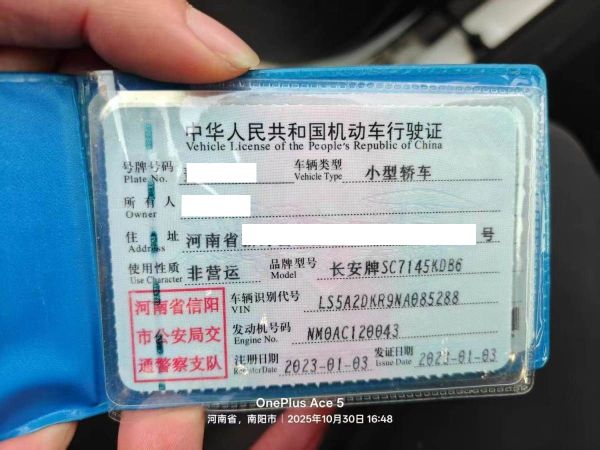 中华人民共和国机动车行驶证
Vehicle License of the People's Republic of China
号牌号码 车辆类型 小型轿车
Plate No. Vehicle Type
所有人
Owner
住址 河南省 号
Address
使用性质 非营运 品牌型号 长安牌SC7145KDB6
Use Character Model
河南省信阳
市公安局交
通警察支队
车辆识别代号 LS5A2DKR9NA085288
VIN
发动机号码 NM0AC120043
Engine No.
注册日期 2023-01-03 发证日期 2023-01-03
Register Date Issue Date
OnePlus Ace 5
河南省，南阳市 | 2025年10月30日 16:48